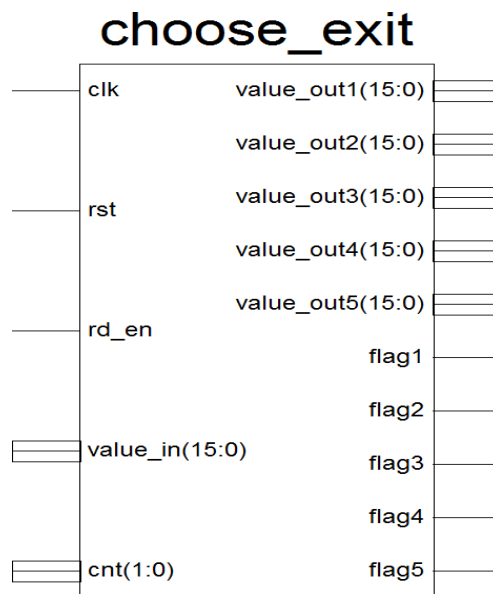 choose_exit
clk
value_out1(15:0)
value_out2(15:0)
rst
value_out3(15:0)
value_out4(15:0)
value_out5(15:0)
rd_en
flag1
flag2
value_in(15:0)
flag3
flag4
cnt(1:0)
flag5